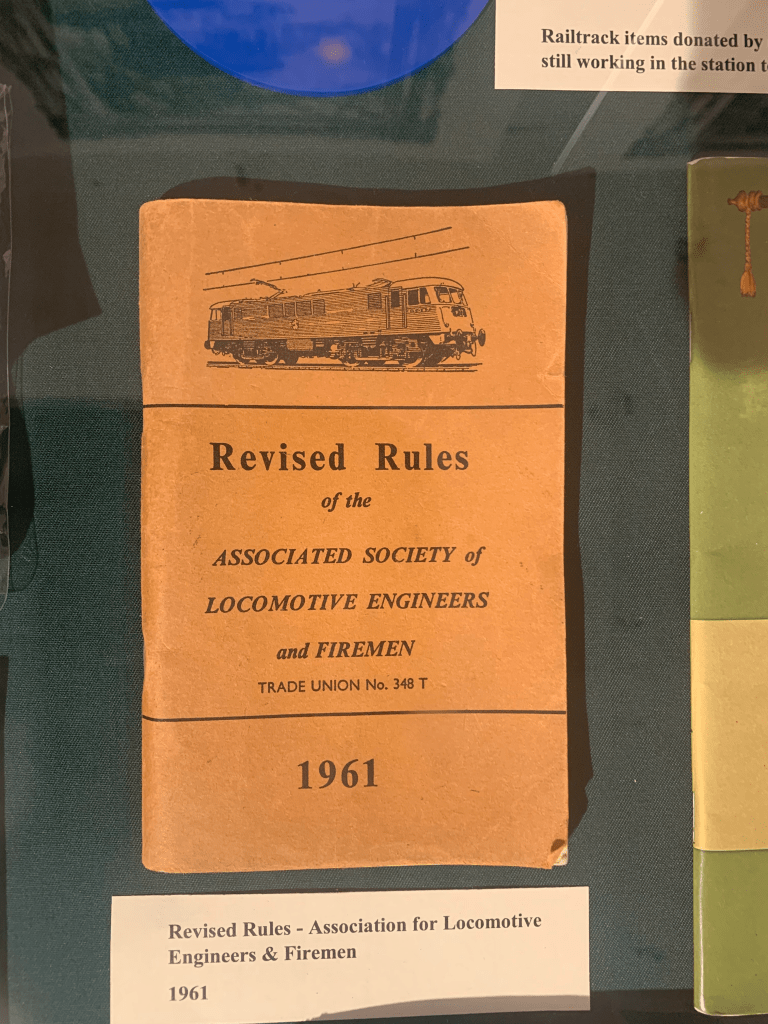 Railtrack items donated by
still working in the station
Revised Rules
of the
ASSOCIATED SOCIETY of
LOCOMOTIVE ENGINEERS
and FIREMEN
TRADE UNION No. 348 T
1961
Revised Rules - Association for Locomotive
Engineers & Firemen
1961